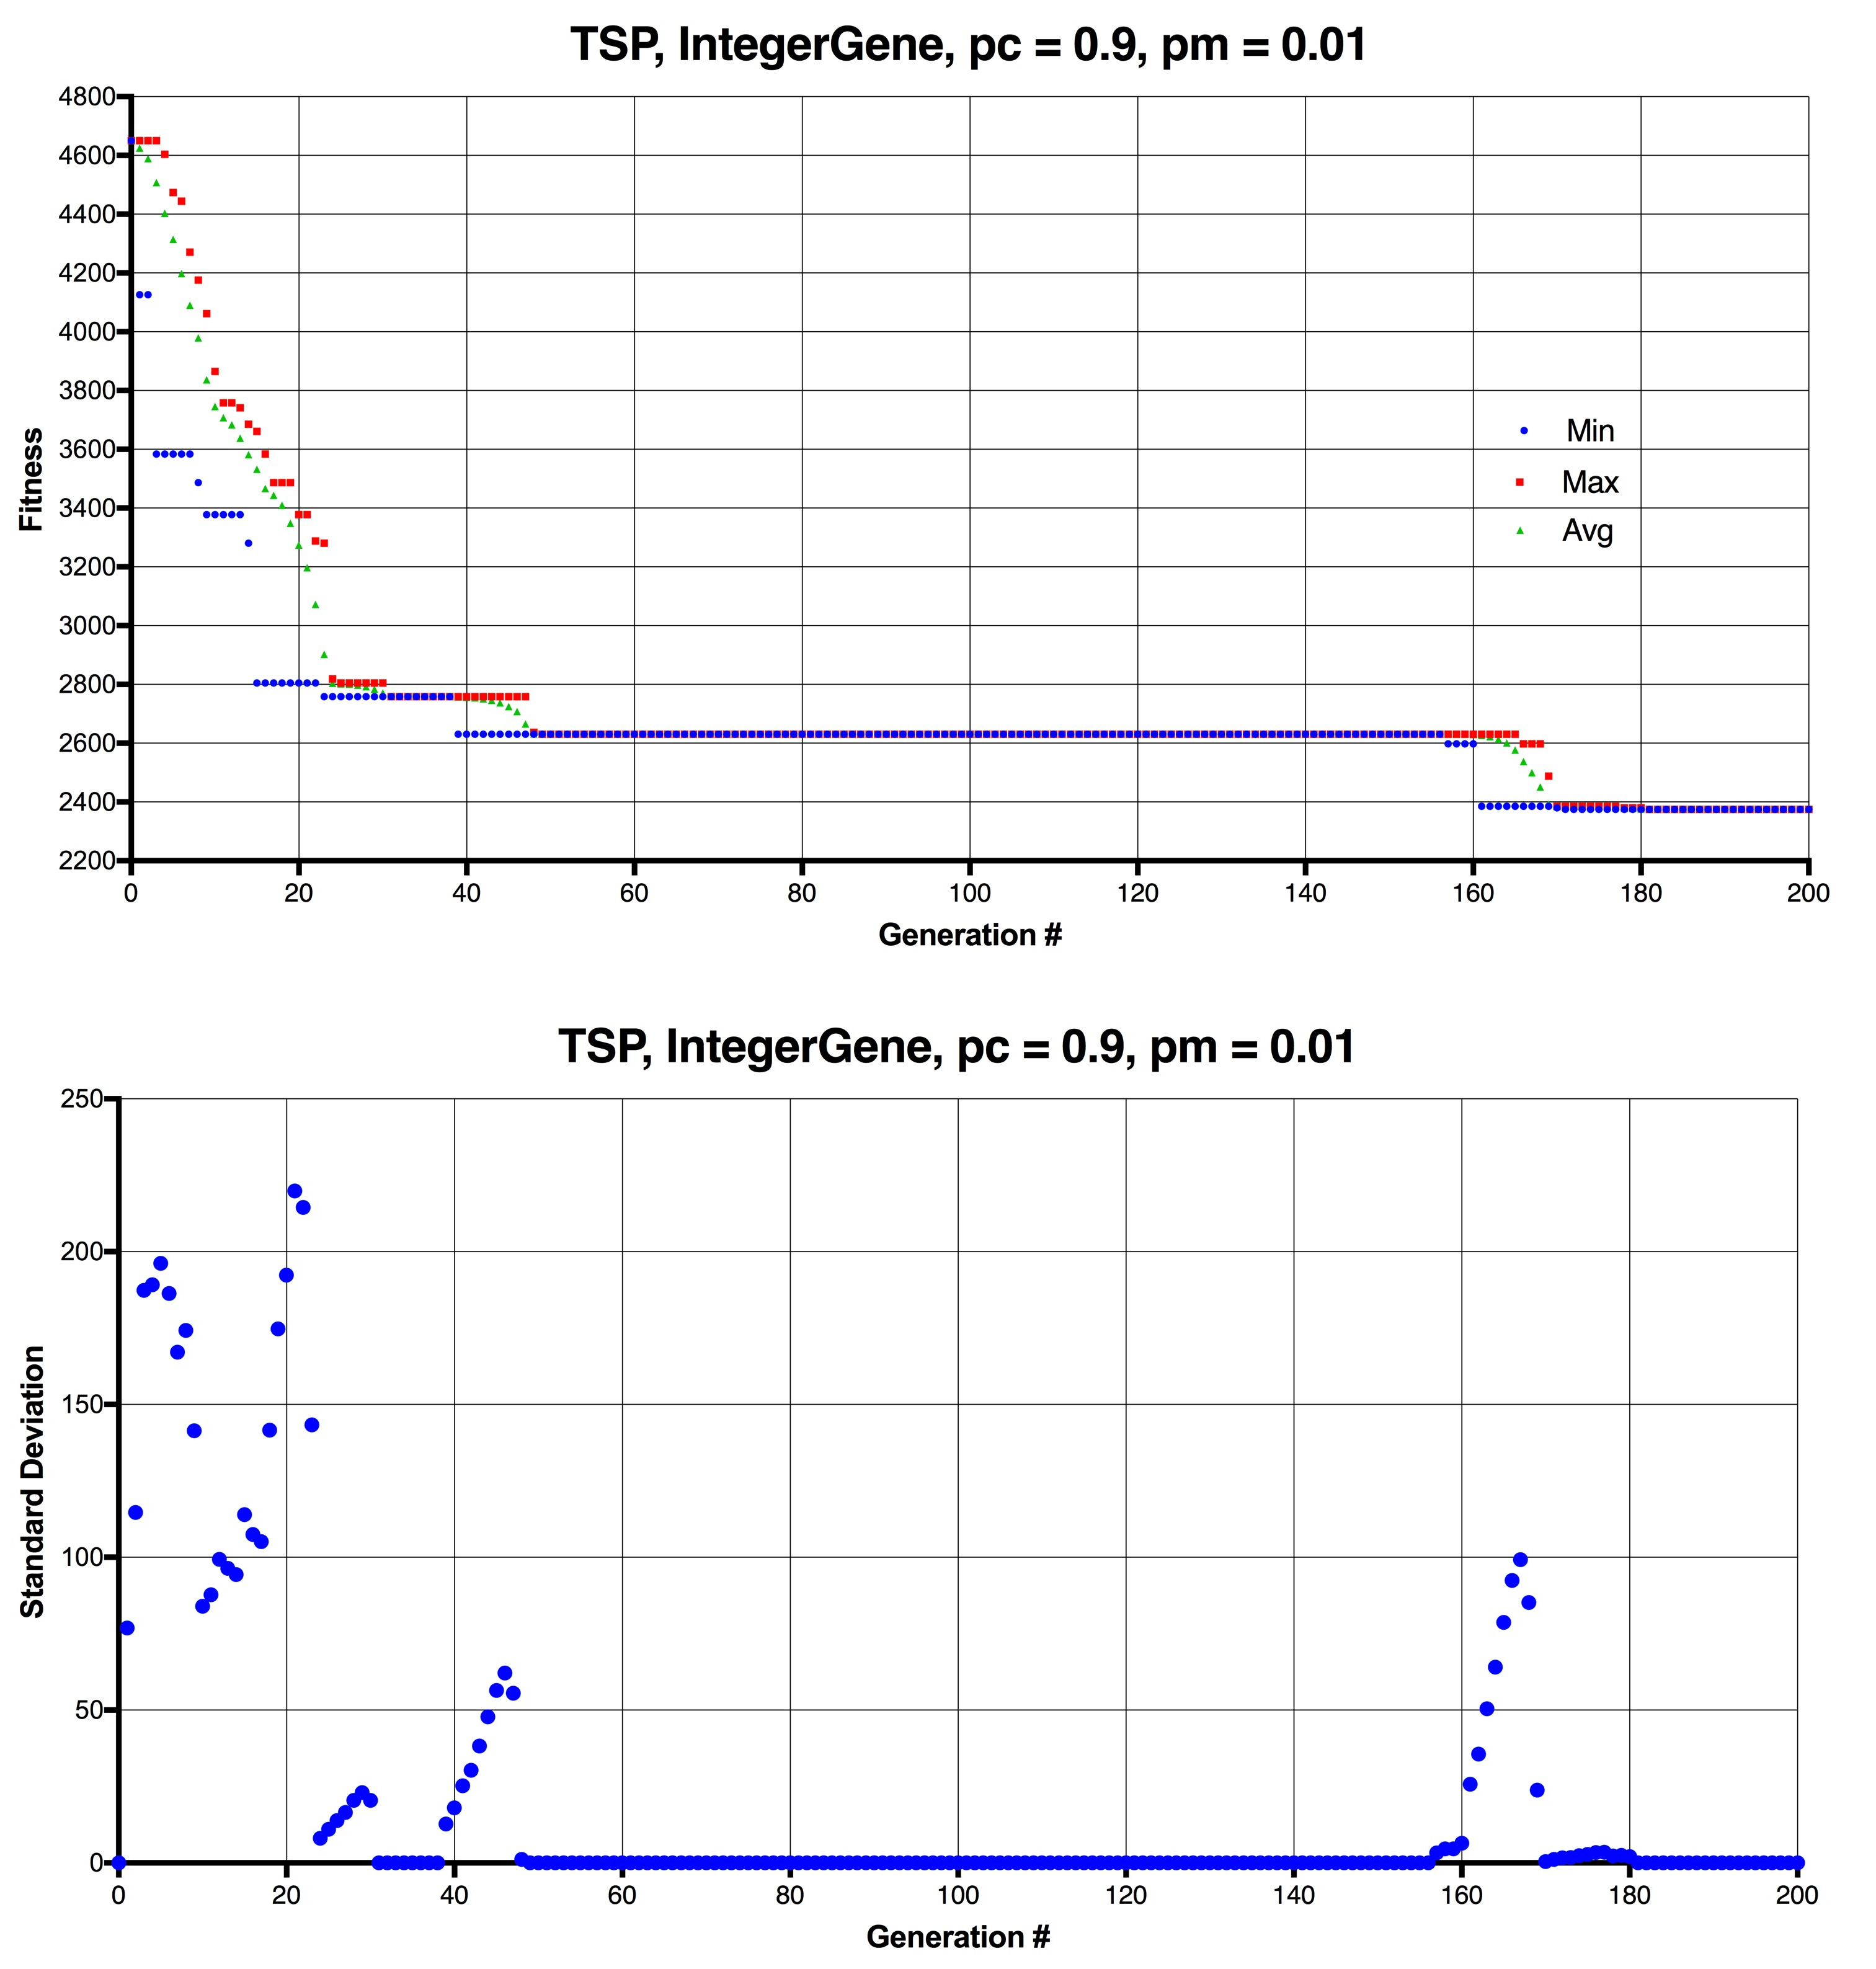 TSP, IntegerGene, pc = 0.9, pm = 0.01
4800
4600
4400
4200
4000
3800
3600
3400
3200
3000
2800
2600
2400
2200
Fitness
Min
Max
Avg
0 20 40 60 80 100 120 140 160 180 200
Generation #
TSP, IntegerGene, pc = 0.9, pm = 0.01
250
200
150
100
50
0
Standard Deviation
0 20 40 60 80 100 120 140 160 180 200
Generation #